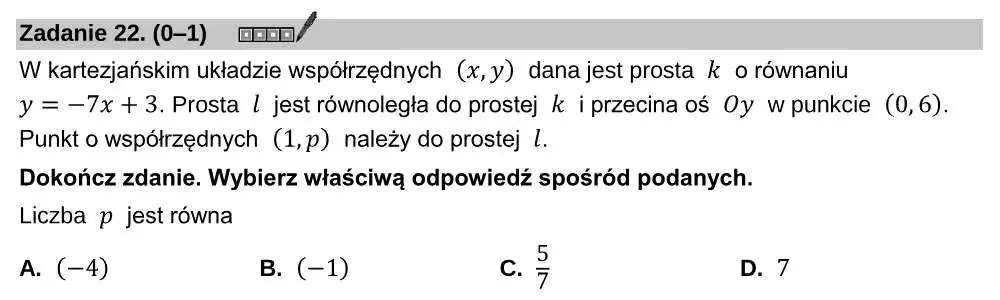 Zadanie 22. (0–1)
W kartezjańskim układzie współrzędnych (x, y) dana jest prosta k o równaniu
y = −7x + 3. Prosta l jest równoległa do prostej k i przecina oś Oy w punkcie (0, 6).
Punkt o współrzędnych (1, p) należy do prostej l.
Dokończ zdanie. Wybierz właściwą odpowiedź spośród podanych.
Liczba p jest równa
A. (−4) B. (−1) C. 5/7 D. 7